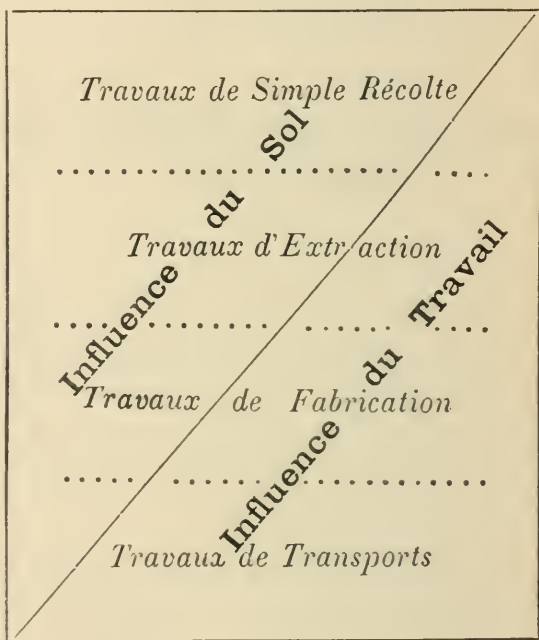 Travaux de Simple Récolte
Influence du Sol
Travaux d'Extraction
Influence du Travail
Travaux de Fabrication
Travaux de Transports